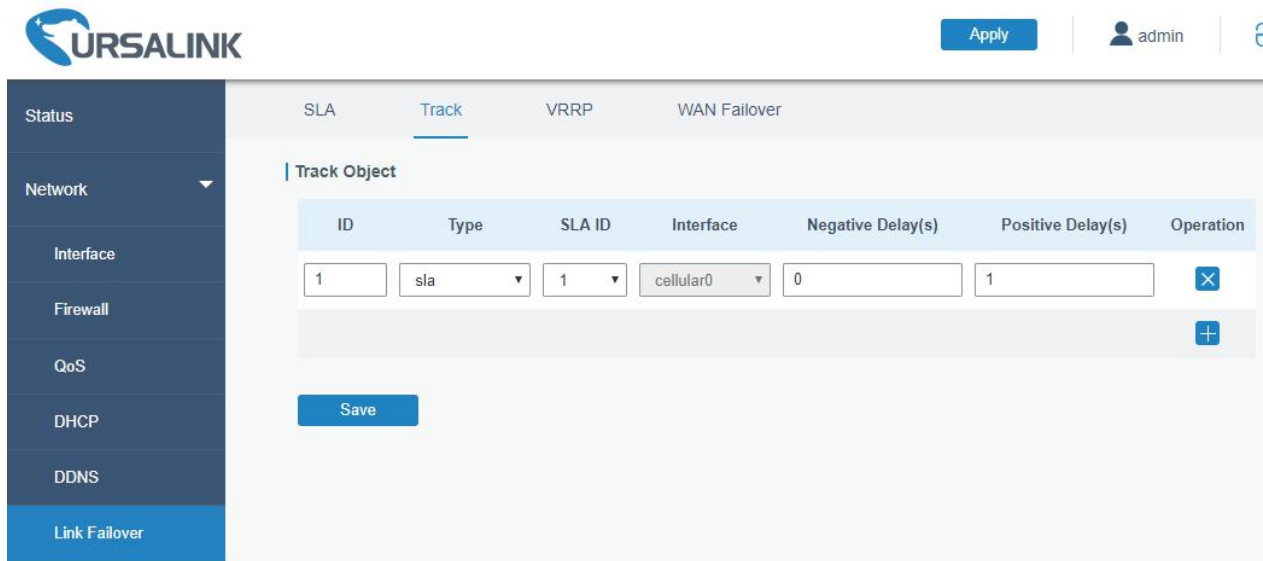 URSALINK
Apply
admin
Status
SLA Track VRRP WAN Failover
Track Object
Network
ID Type SLA ID Interface Negative Delay(s) Positive Delay(s) Operation
Interface
1 sla 1 cellular0 0 1
Firewall
QoS
Save
DHCP
DDNS
Link Failover